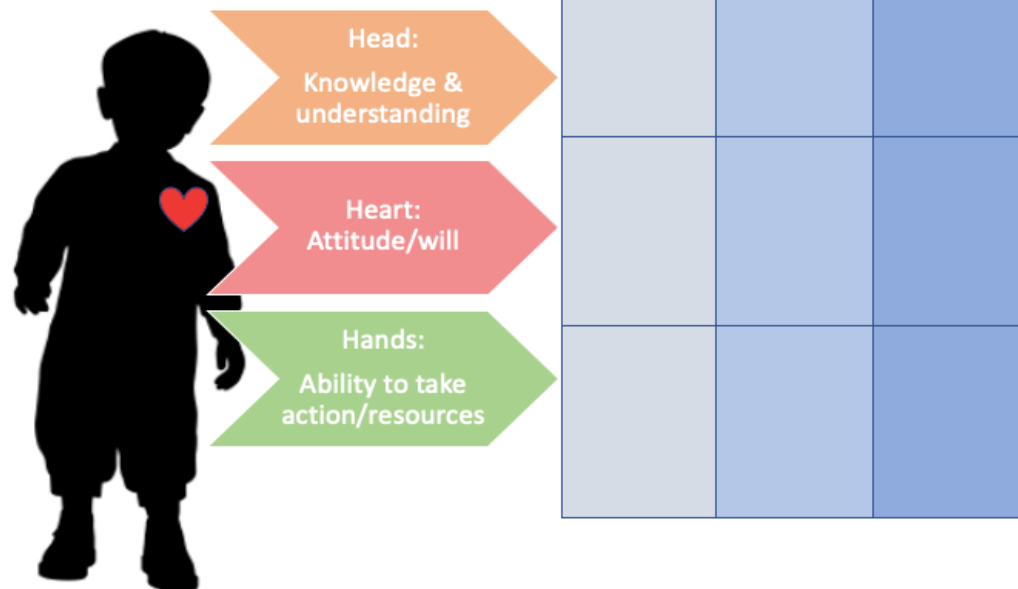 Head:
Knowledge &
understanding
Heart:
Attitude/will
Hands:
Ability to take
action/resources